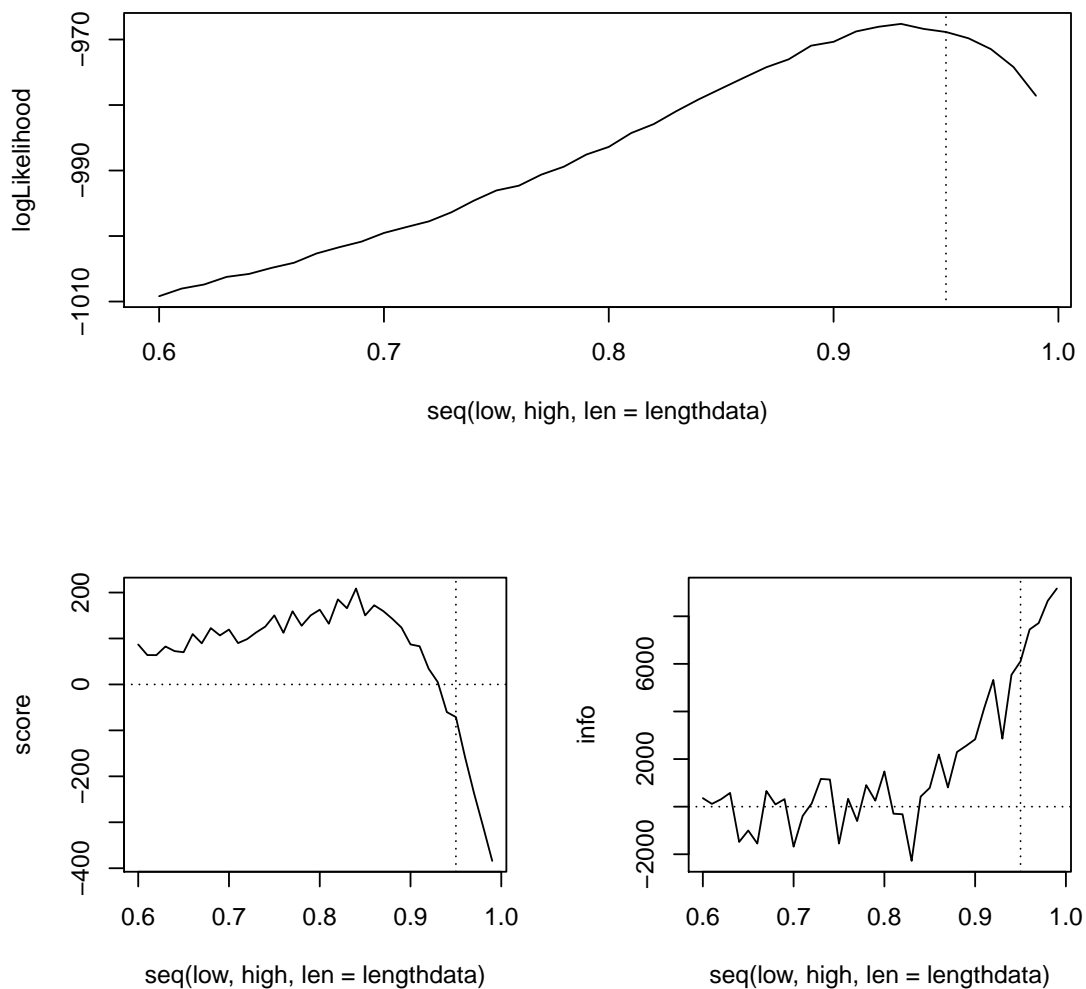 logLikelihood
−970
−990
−1010
0.6 0.7 0.8 0.9 1.0
seq(low, high, len = lengthdata)
score
200
0
−200
−400
0.6 0.7 0.8 0.9 1.0
seq(low, high, len = lengthdata)
info
6000
2000
−2000
0.6 0.7 0.8 0.9 1.0
seq(low, high, len = lengthdata)